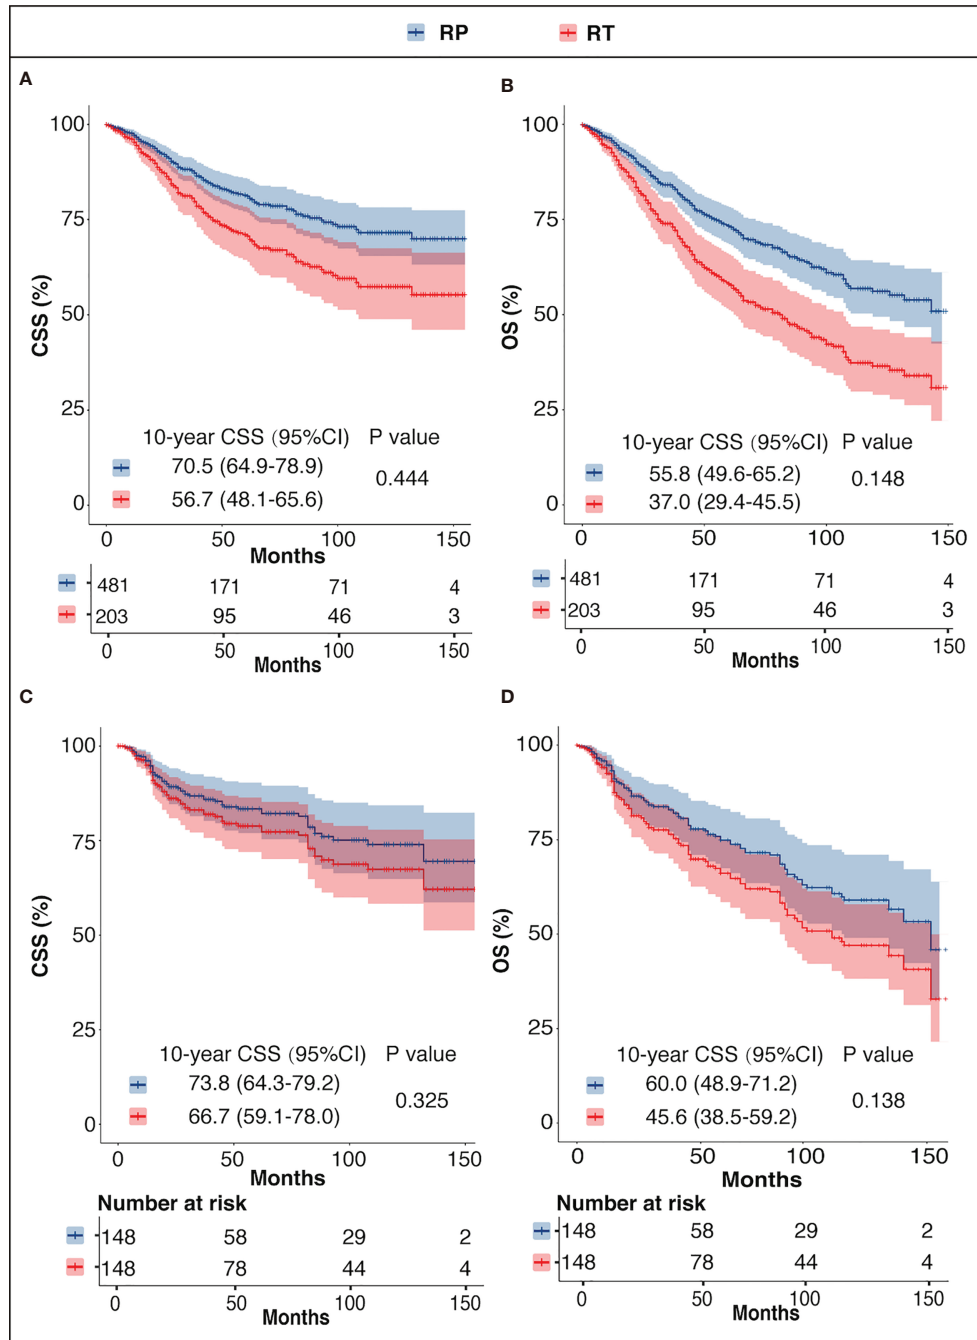 RP RT
A
CSS (%)
100
75
50
25
0
10-year CSS (95%CI) P value
70.5 (64.9-78.9)
0.444
56.7 (48.1-65.6)
0 50 100 150
Months
481 171 71 4
203 95 46 3
0 50 100 150
Months
B
OS (%)
100
75
50
25
0
10-year CSS (95%CI) P value
55.8 (49.6-65.2)
0.148
37.0 (29.4-45.5)
0 50 100 150
Months
481 171 71 4
203 95 46 3
0 50 100 150
Months
C
CSS (%)
100
75
50
25
0
10-year CSS (95%CI) P value
73.8 (64.3-79.2)
0.325
66.7 (59.1-78.0)
0 50 100 150
Months
Number at risk
148 58 29 2
148 78 44 4
0 50 100 150
Months
D
OS (%)
100
75
50
25
0
10-year CSS (95%CI) P value
60.0 (48.9-71.2)
0.138
45.6 (38.5-59.2)
0 50 100 150
Months
Number at risk
148 58 29 2
148 78 44 4
0 50 100 150
Months